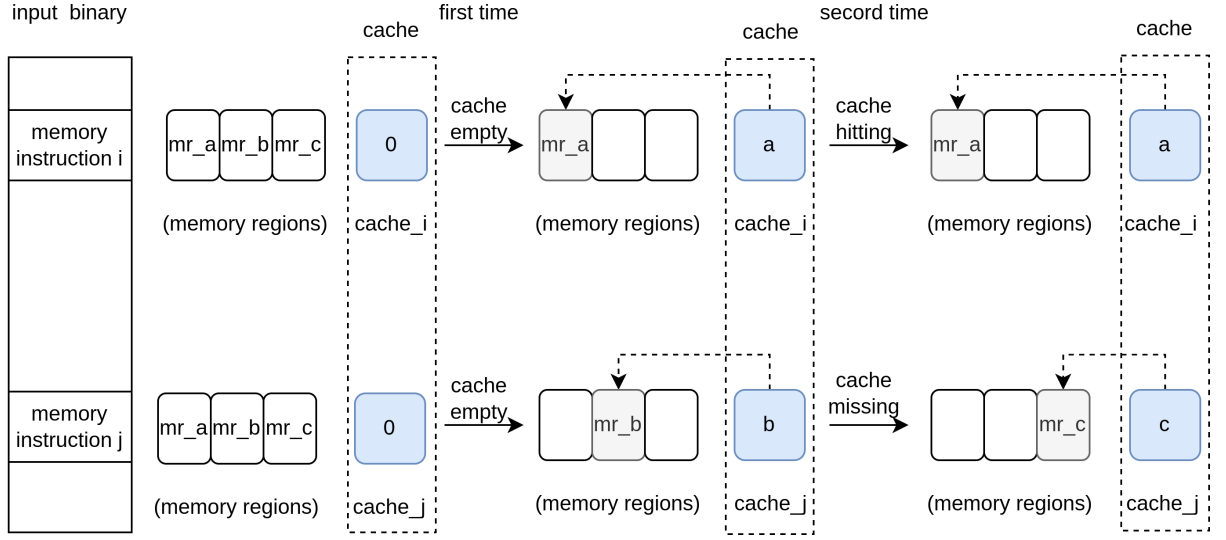 input binary
first time
second time
cache
cache
cache
memory
instruction i
mr_a mr_b mr_c
0
cache
empty
mr_a
a
cache
hitting
mr_a
a
(memory regions)
cache_i
(memory regions)
cache_i
(memory regions)
cache_i
memory
instruction j
mr_a mr_b mr_c
0
cache
empty
mr_b
b
cache
missing
mr_c
c
(memory regions)
cache_j
(memory regions)
cache_j
(memory regions)
cache_j